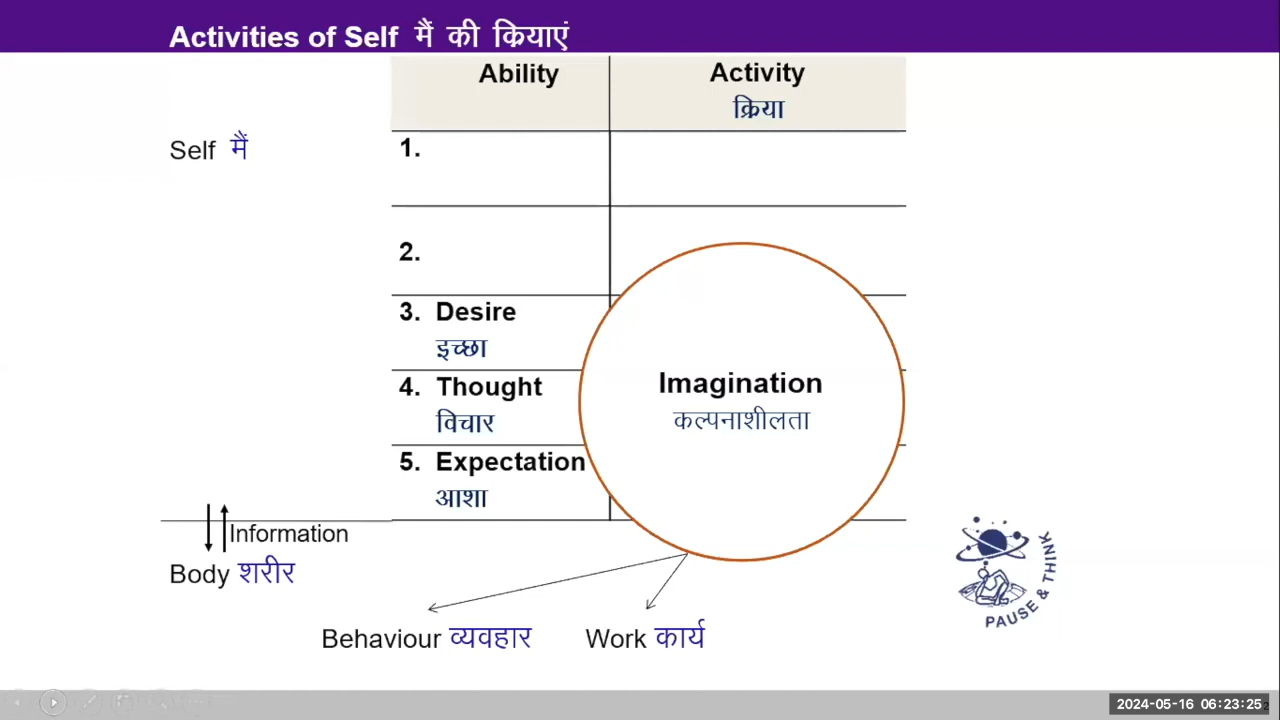 Activities of Self मैं की क्रियाएं
Ability
Activity
क्रिया
Self मैं
1.
2.
3. Desire
इच्छा
4. Thought
विचार
5. Expectation
आशा
Imagination
कल्पनाशीलता
Information
Body शरीर
Behaviour व्यवहार
Work कार्य
PAUSE & THINK
2024-05-16 06:23:25
2